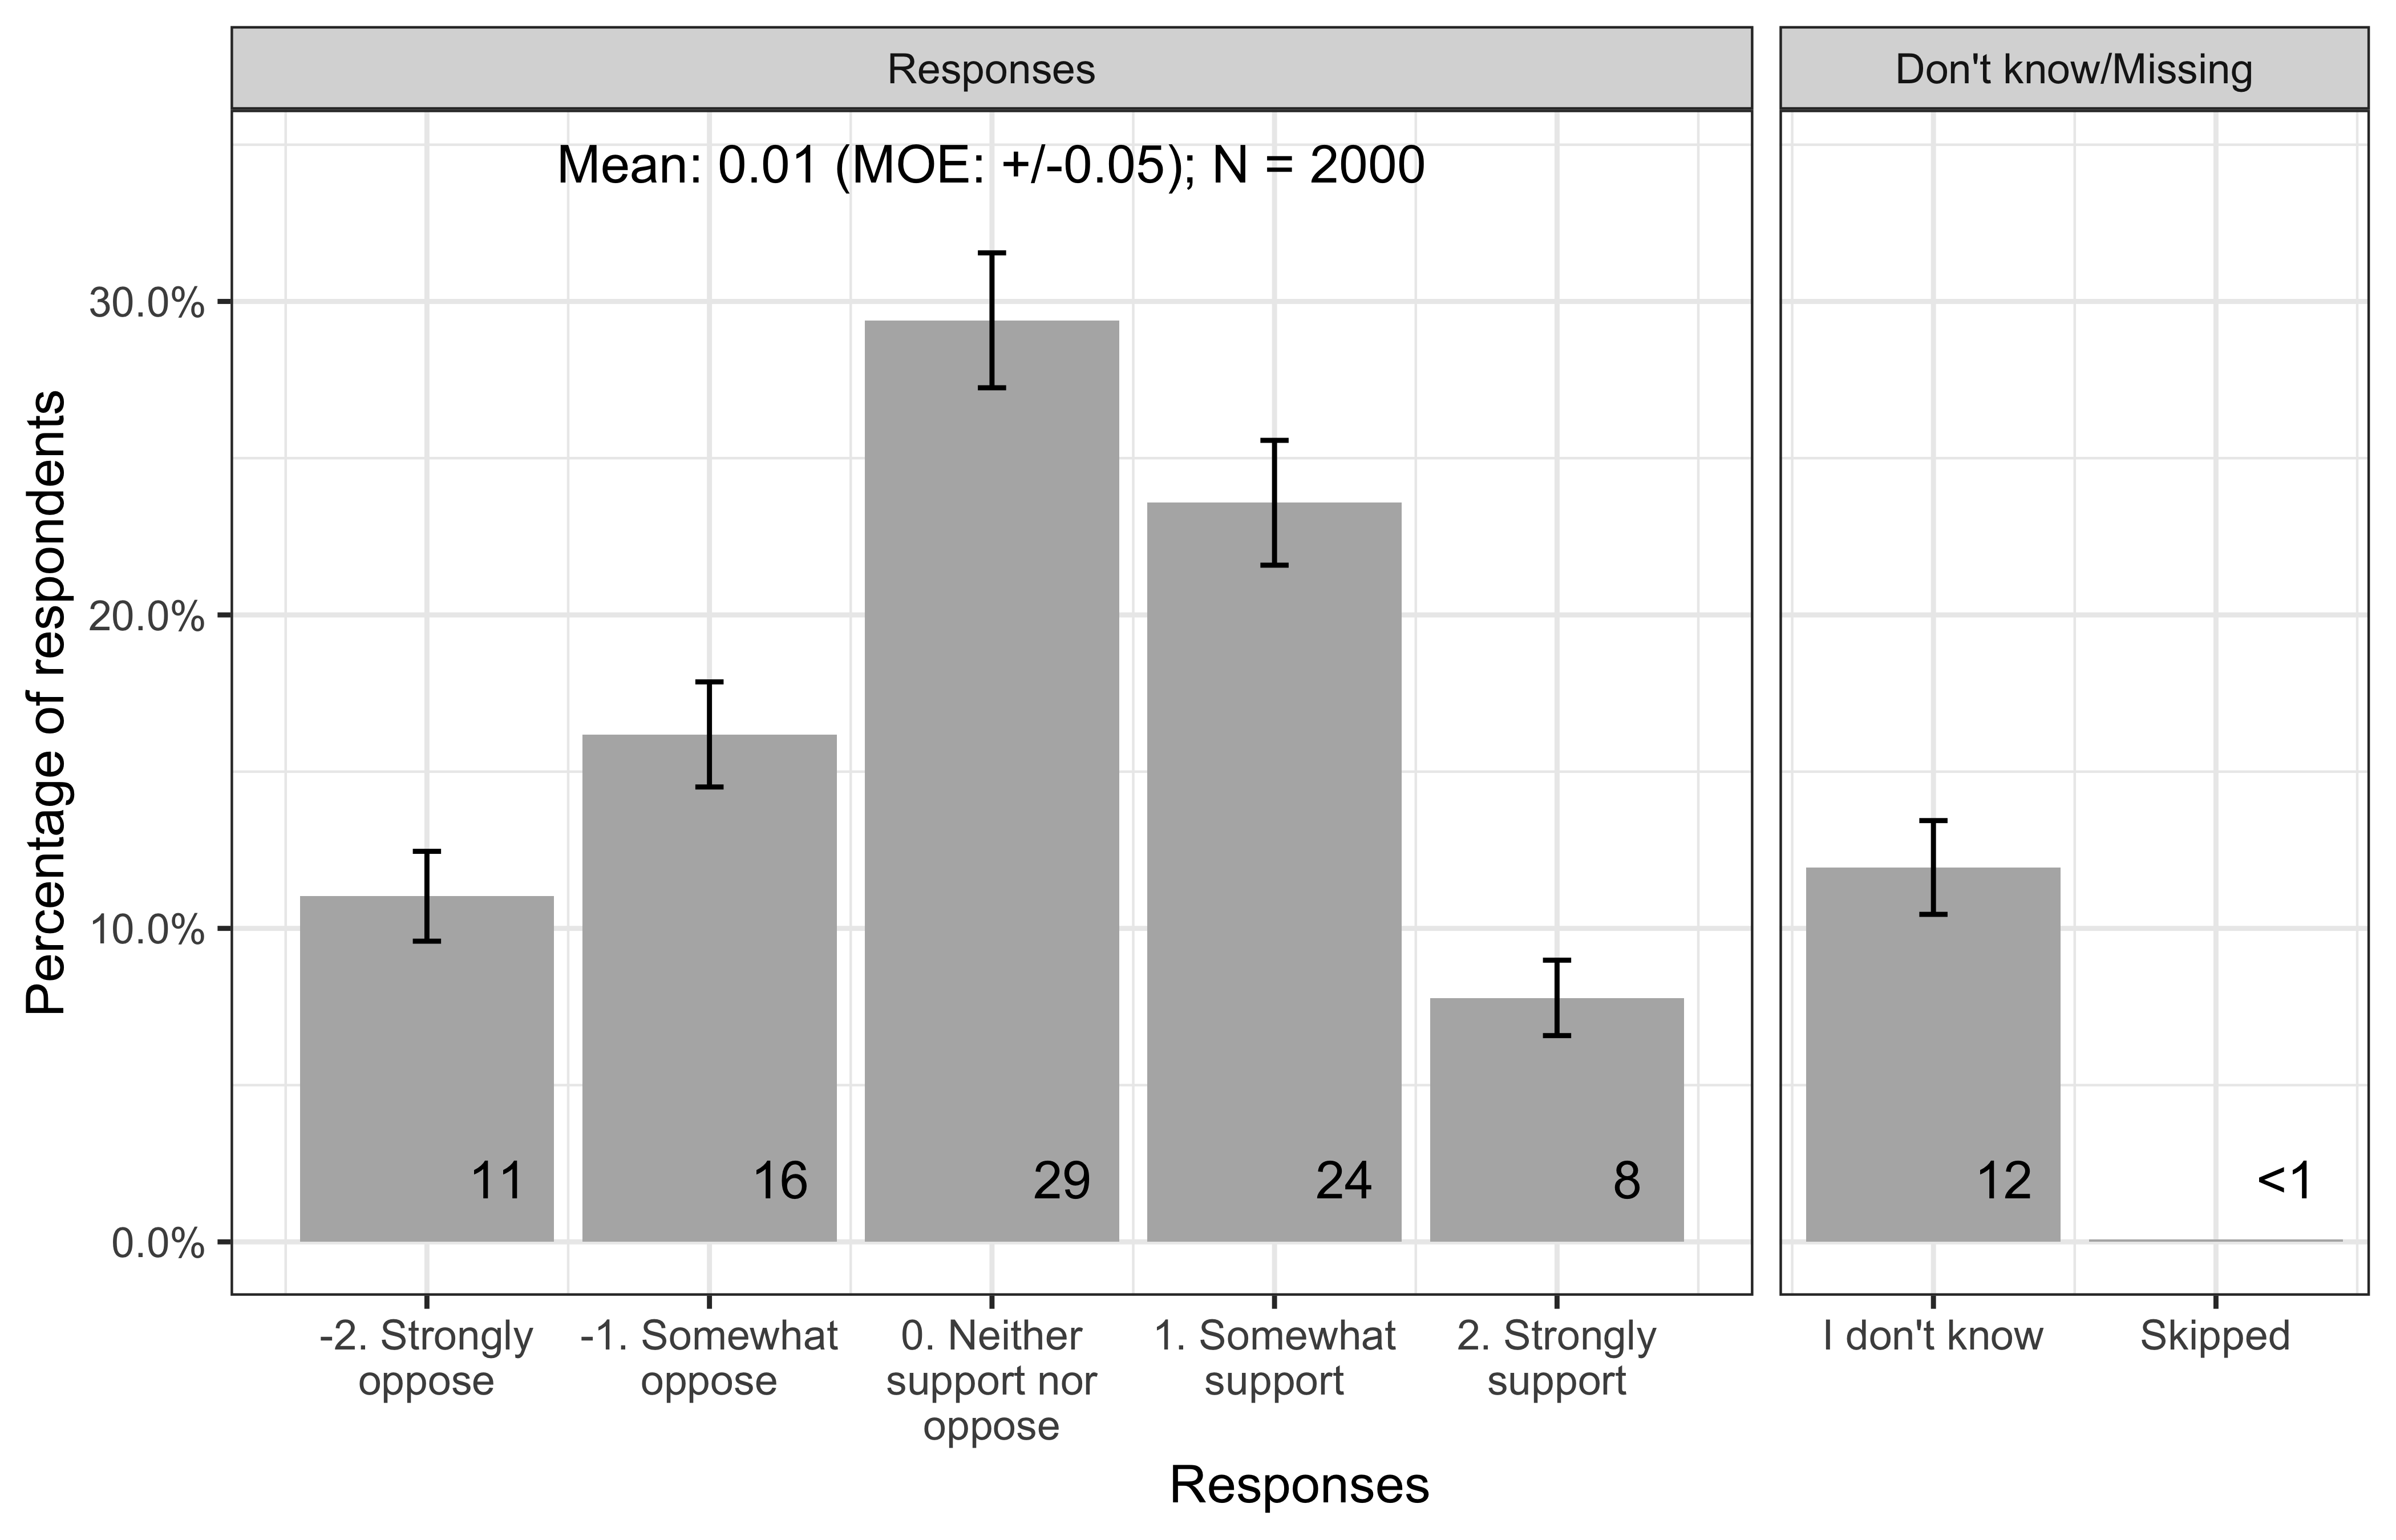 Responses
Don't know/Missing
Mean: 0.01 (MOE: +/-0.05); N = 2000
Percentage of respondents
30.0%
20.0%
10.0%
0.0%
11
16
29
24
8
12
<1
-2. Strongly
oppose
-1. Somewhat
oppose
0. Neither
support nor
oppose
1. Somewhat
support
2. Strongly
support
I don't know
Skipped
Responses